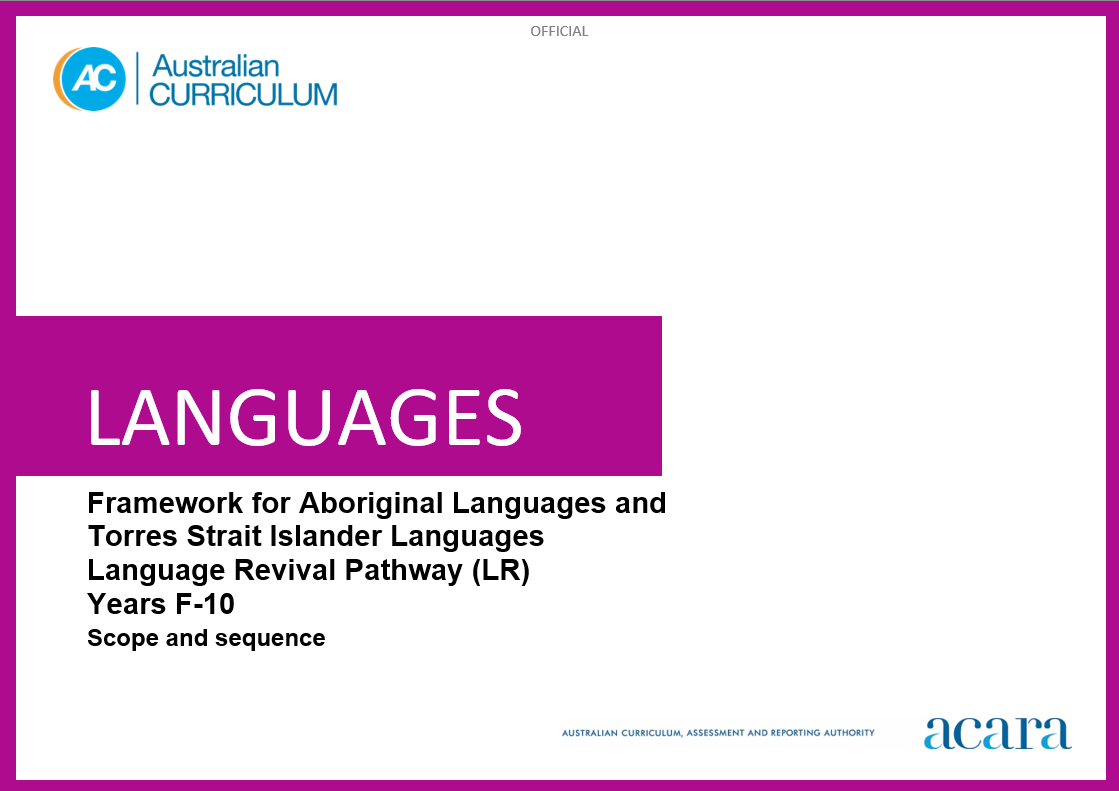 OFFICIAL
AC
Australian
CURRICULUM
LANGUAGES
Framework for Aboriginal Languages and
Torres Strait Islander Languages
Language Revival Pathway (LR)
Years F-10
Scope and sequence
AUSTRALIAN CURRICULUM, ASSESSMENT AND REPORTING AUTHORITY
acara